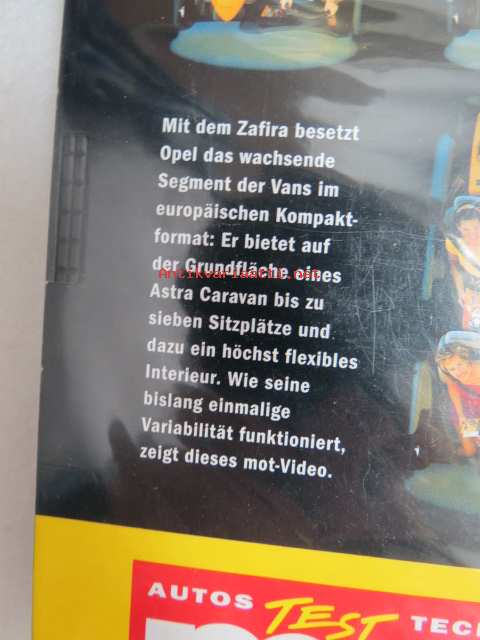 Mit dem Zafira besetzt
Opel das wachsende
Segment der Vans im
europäischen Kompakt-
format: Er bietet auf
der Grundfläche eines
Antikvariaatti.net
Astra Caravan bis zu
sieben Sitzplätze und
dazu ein höchst flexibles
Interieur. Wie seine
bislang einmalige
Variabilität funktioniert,
zeigt dieses mot-Video.
AUTOS TEST TECH